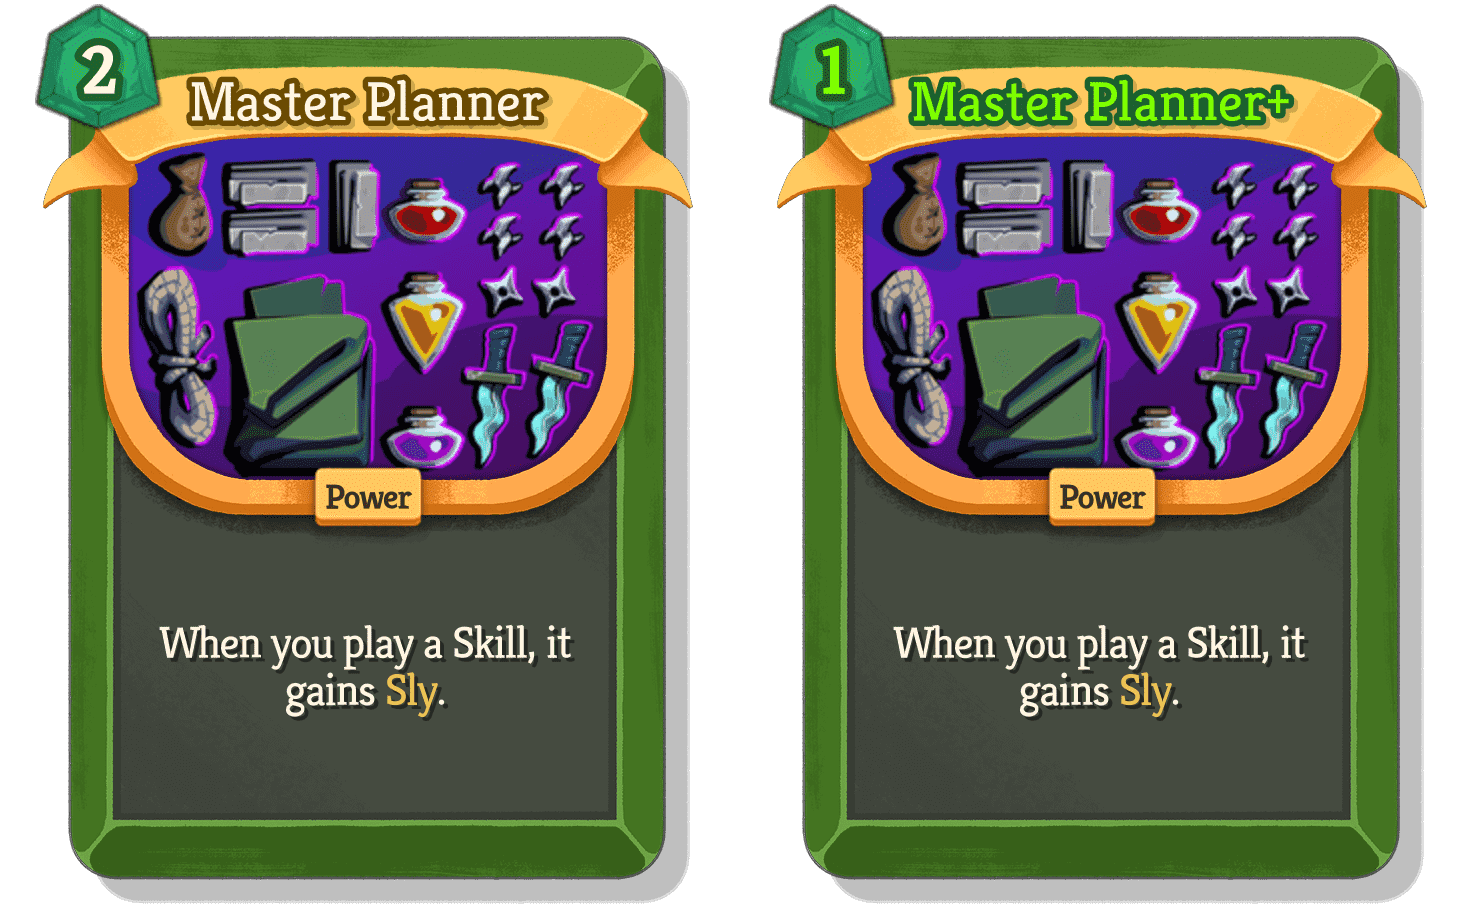 2
Master Planner
Power
When you play a Skill, it
gains Sly.
1
Master Planner+
Power
When you play a Skill, it
gains Sly.